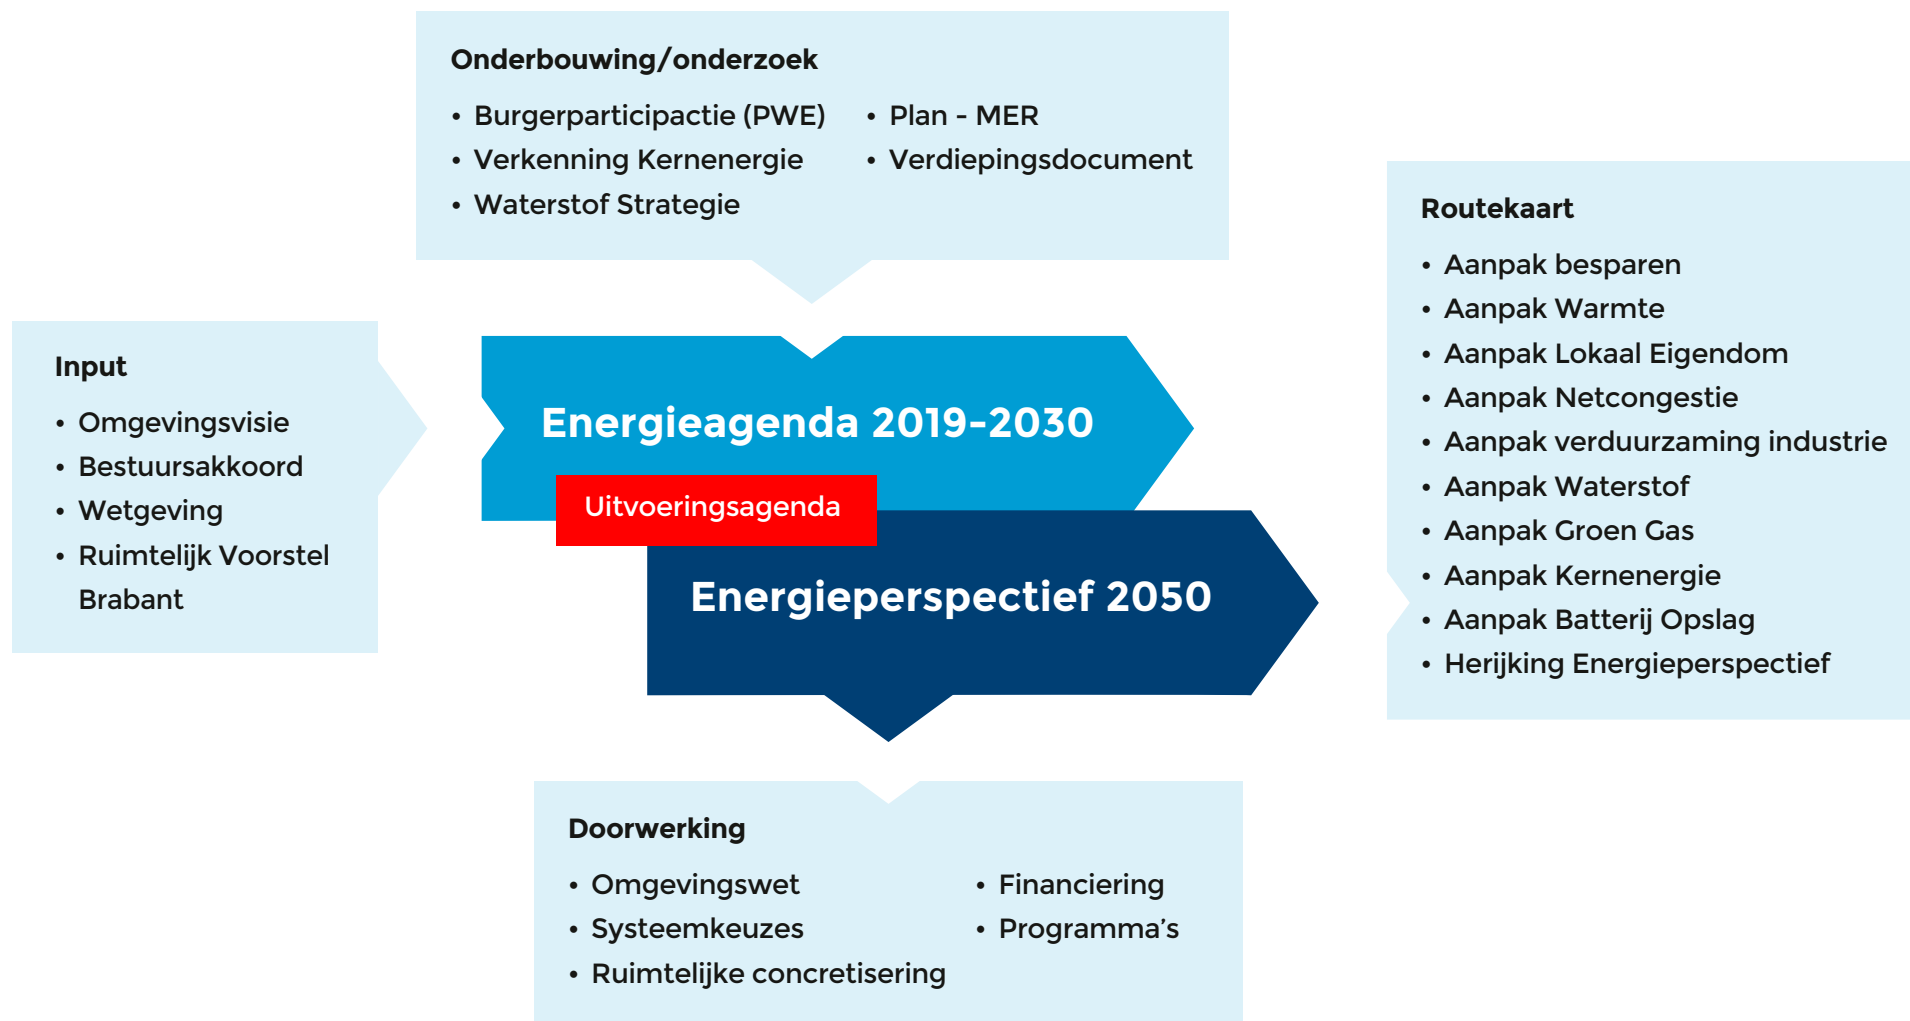 Onderbouwing/onderzoek
• Burgerparticipactie (PWE)
• Verkenning Kernenergie
• Waterstof Strategie
• Plan - MER
• Verdiepingsdocument
Input
• Omgevingsvisie
• Bestuursakkoord
• Wetgeving
• Ruimtelijk Voorstel
Brabant
Energieagenda 2019-2030
Uitvoeringsagenda
Energieperspectief 2050
Routekaart
• Aanpak besparen
• Aanpak Warmte
• Aanpak Lokaal Eigendom
• Aanpak Netcongestie
• Aanpak verduurzaming industrie
• Aanpak Waterstof
• Aanpak Groen Gas
• Aanpak Kernenergie
• Aanpak Batterij Opslag
• Herijking Energieperspectief
Doorwerking
• Omgevingswet
• Systeemkeuzes
• Ruimtelijke concretisering
• Financiering
• Programma's